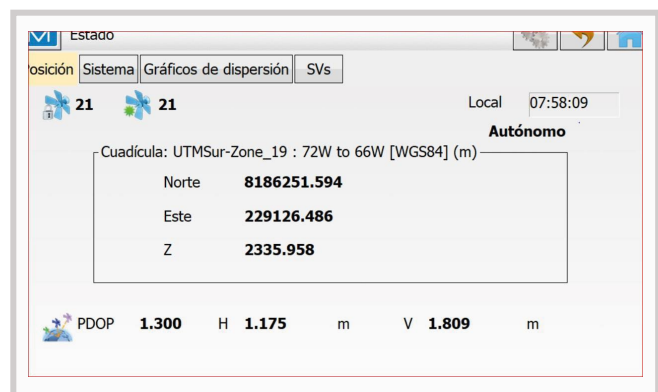 Estado
osición Sistema Gráficos de dispersión SVs
21 21 Local 07:58:09
Autónomo
Cuadícula: UTMSur-Zone_19 : 72W to 66W [WGS84] (m)
Norte 8186251.594
Este 229126.486
Z 2335.958
PDOP 1.300 H 1.175 m V 1.809 m